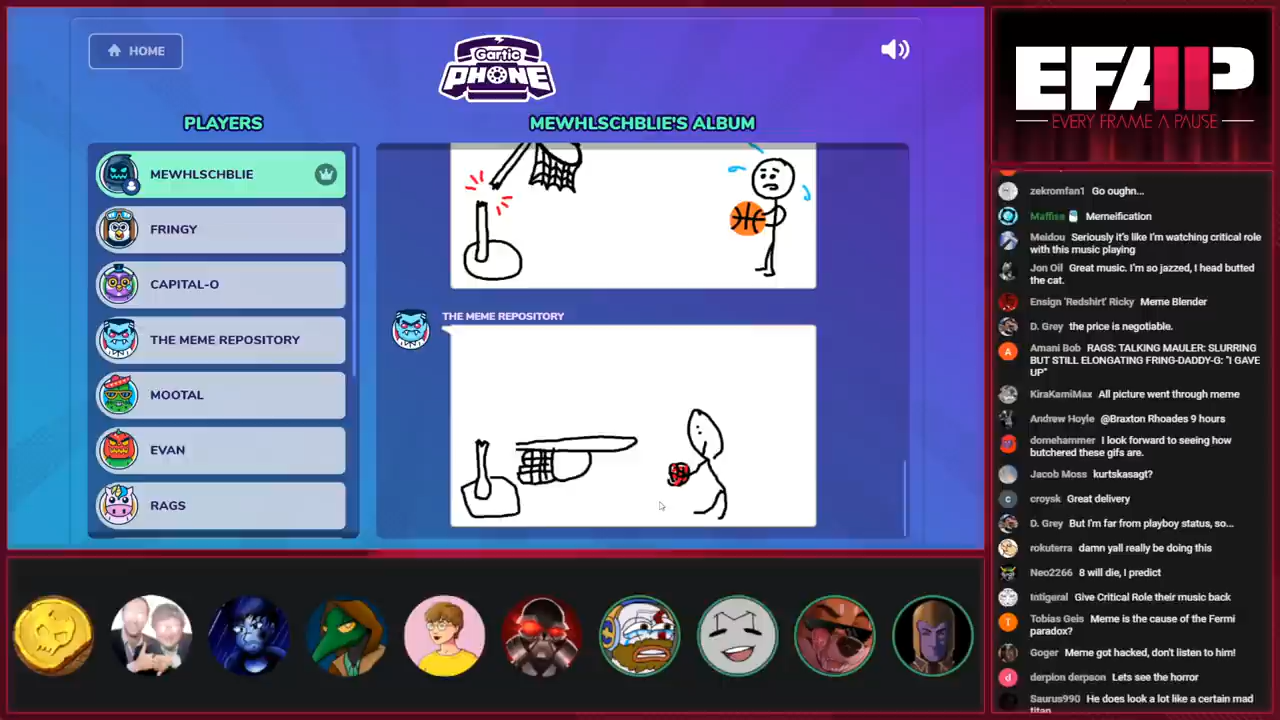 HOME
Gartic
PHONE
PLAYERS
MEWHLSCHBLIE'S ALBUM
MEWHLSCHBLIE
FRINGY
CAPITAL-O
THE MEME REPOSITORY
MOOTAL
EVAN
RAGS
THE MEME REPOSITORY
EFAP
EVERY FRAME A PAUSE
zekromfan1 Go oughn...
Maffise Memeification
Meidou Seriously it's like I'm watching critical role
with this music playing
Jon Oil Great music. I'm so jazzed, I head butted
the cat.
Ensign 'Redshirt' Ricky Meme Blender
D. Grey the price is negotiable.
Amani Bob RAGS: TALKING MAULER: SLURRING
BUT STILL ELONGATING FRING-DADDY-G: "I GAVE
UP"
KiraKamiMax All picture went through meme
Andrew Hoyle @Braxton Rhoades 9 hours
domehammer I look forward to seeing how
butchered these gifs are.
Jacob Moss kurtskasagt?
croysk Great delivery
D. Grey But I'm far from playboy status, so...
rokuterra damn yall really be doing this
Neo2266 8 will die, I predict
Intigeral Give Critical Role their music back
Tobias Geis Meme is the cause of the Fermi
paradox?
Goger Meme got hacked, don't listen to him!
derpion derpson Lets see the horror
Saurus990 He does look a lot like a certain mad
titan